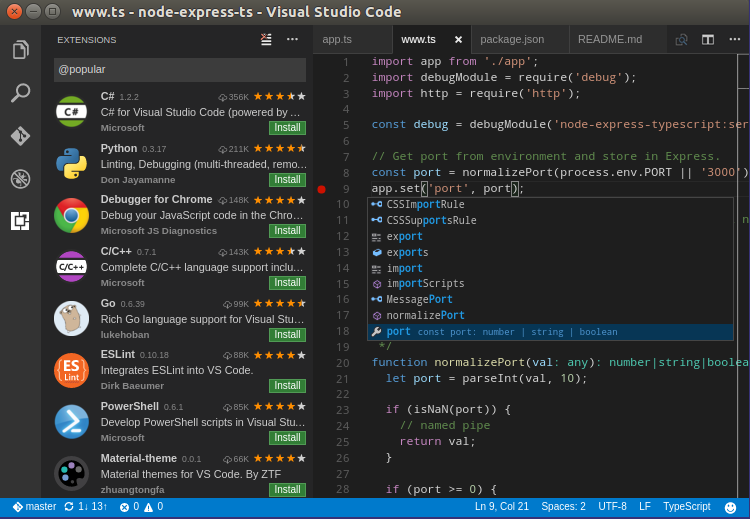 www.ts - node-express-ts - Visual Studio Code
EXTENSIONS
@popular
C# 1.2.2 356K
C# for Visual Studio Code (powered by ...
Microsoft Install
Python 0.3.17 211K
Linting, Debugging (multi-threaded, remo...
Don Jayamanne Install
Debugger for Chrome 148K
Debug your JavaScript code in the Chro...
Microsoft JS Diagnostics Install
C/C++ 0.7.1 143K
Complete C/C++ language support inclu...
Microsoft Install
Go 0.6.39 99K
Rich Go language support for Visual Stu...
lukehoban Install
ESLint 0.10.18 88K
Integrates ESLint into VS Code.
Dirk Baeumer Install
PowerShell 0.6.1 85K
Develop PowerShell scripts in Visual Stu...
Microsoft Install
Material-theme 0.0.1 66K
Material themes for VS Code. By ZTF
zhuangtongfa Install
C#
C/C++
ES
Lint
app.ts www.ts package.json README.md
1 import app from './app';
2 import debugModule = require('debug');
3 import http = require('http');
4
5 const debug = debugModule('node-express-typescript:ser
6
7 // Get port from environment and store in Express.
8 const port = normalizePort(process.env.PORT || '3000')
9 app.set('port', port);
10 CSSImportRule
11 CSSSupportsRule
12 export
13 exports
14 import
15 importScripts
16 MessagePort
17 normalizePort
18 port const port: number | string | boolean
19 */
20 function normalizePort(val: any): number|string|boolea
21 let port = parseInt(val, 10);
22
23 if (isNaN(port)) {
24 // named pipe
25 return val;
26 }
27
28 if (port >= 0) {
master 1↓ 13↑ 0 0 Ln 9, Col 21 Spaces: 2 UTF-8 LF TypeScript